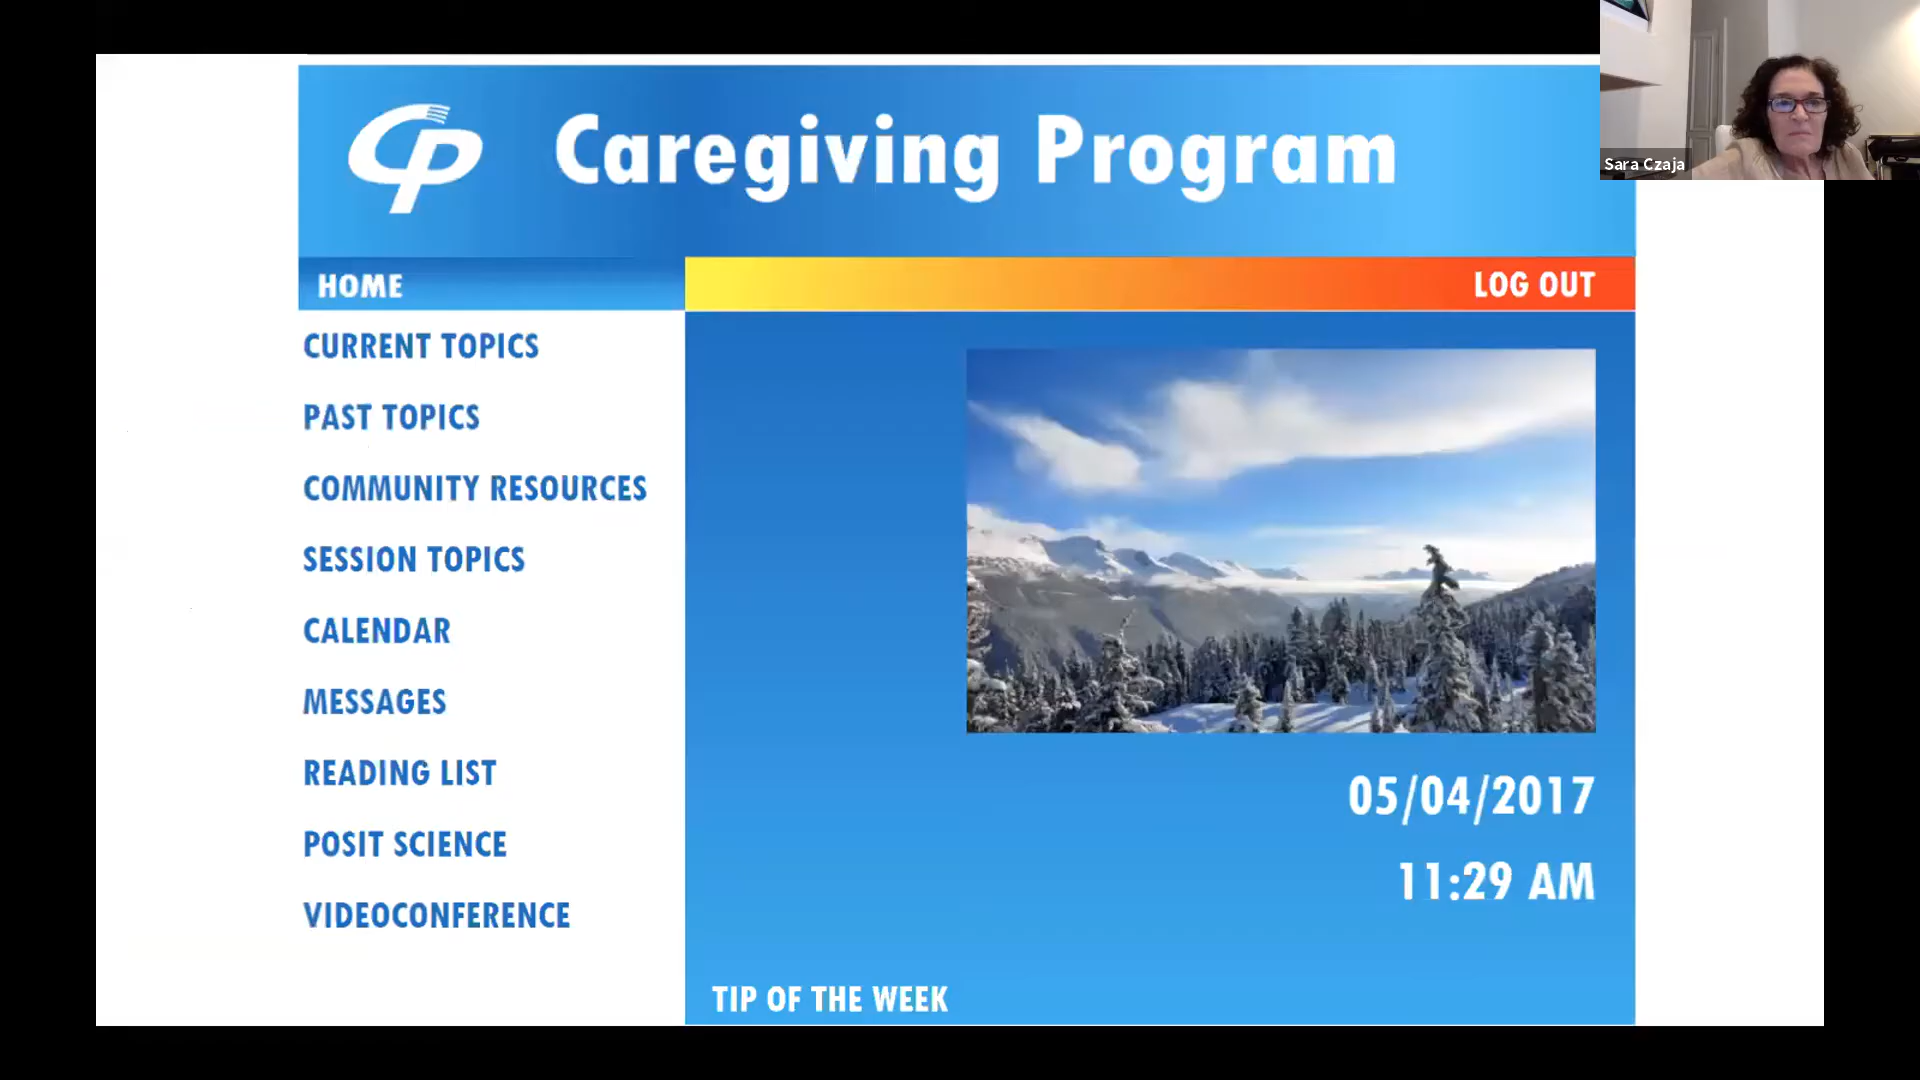 CP Caregiving Program
Sara Czaja
HOME
LOG OUT
CURRENT TOPICS
PAST TOPICS
COMMUNITY RESOURCES
SESSION TOPICS
CALENDAR
MESSAGES
READING LIST
POSIT SCIENCE
VIDEOCONFERENCE
05/04/2017
11:29 AM
TIP OF THE WEEK